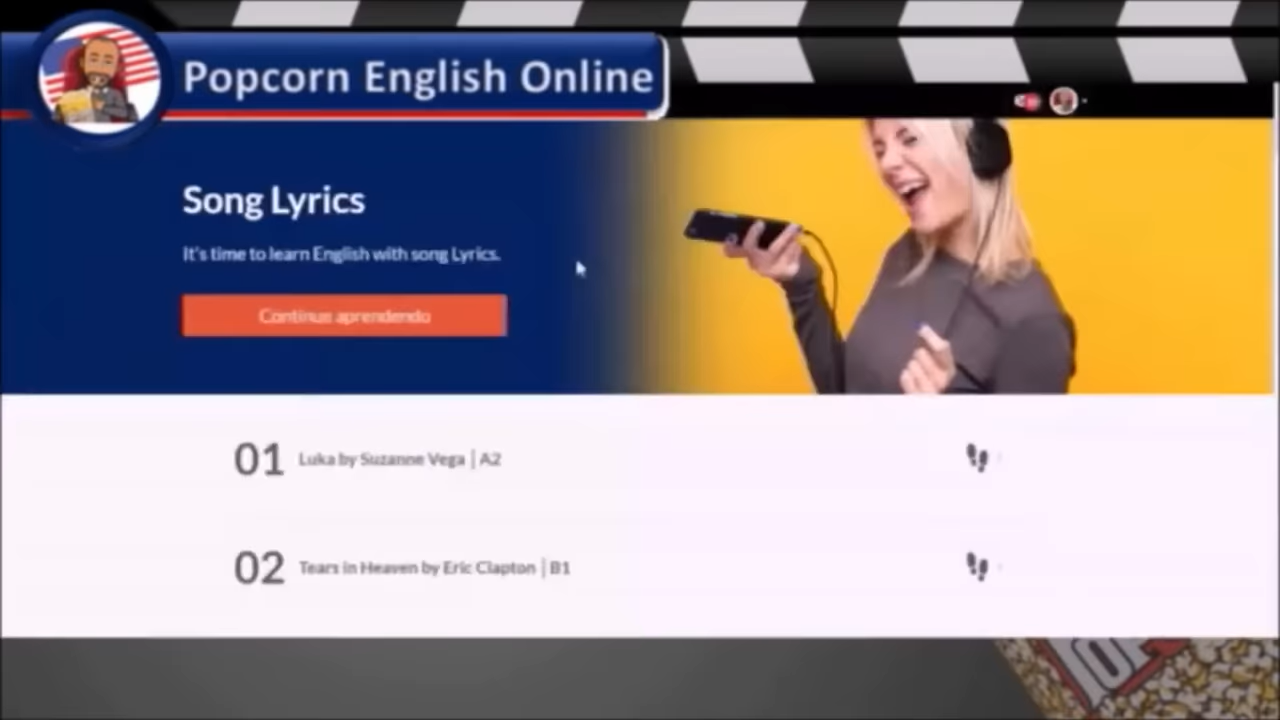 Popcorn English Online
Song Lyrics
It's time to learn English with song Lyrics.
Continue aprendendo
01 Luka by Suzanne Vega | A2
02 Tears in Heaven by Eric Clapton | B1